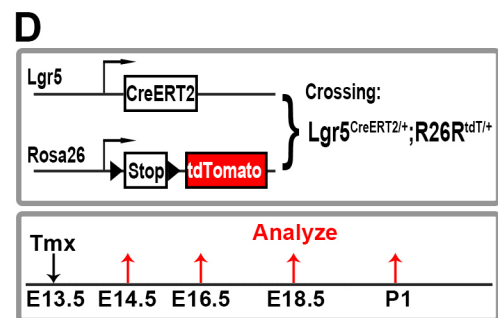 D
Lgr5
CreERT2
Crossing:
Lgr5CreERT2/+;R26RtdT/+
Rosa26
Stop
tdTomato
Tmx
Analyze
E13.5 E14.5 E16.5 E18.5 P1